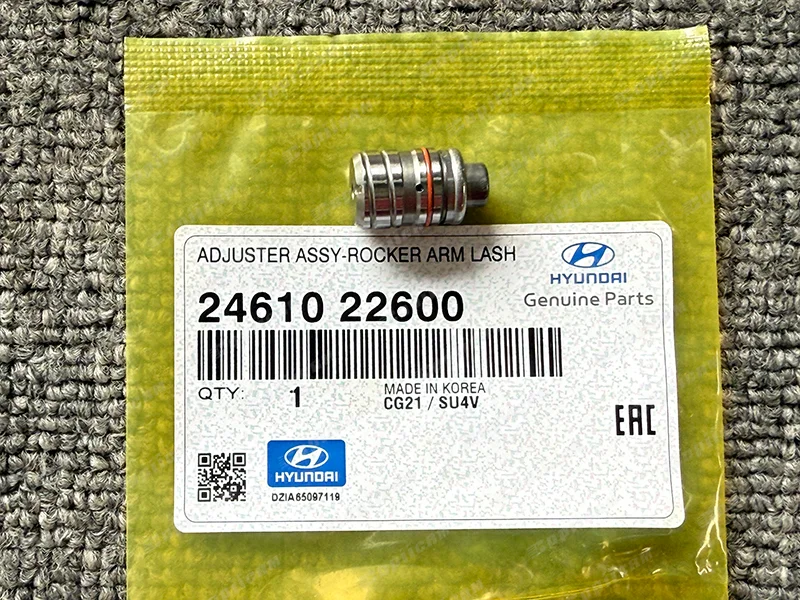 ADJUSTER ASSY-ROCKER ARM LASH
HYUNDAI
24610 22600
Genuine Parts
QTY: 1
MADE IN KOREA
CG21 / SU4V
EAC
HYUNDAI
DZIA65097119